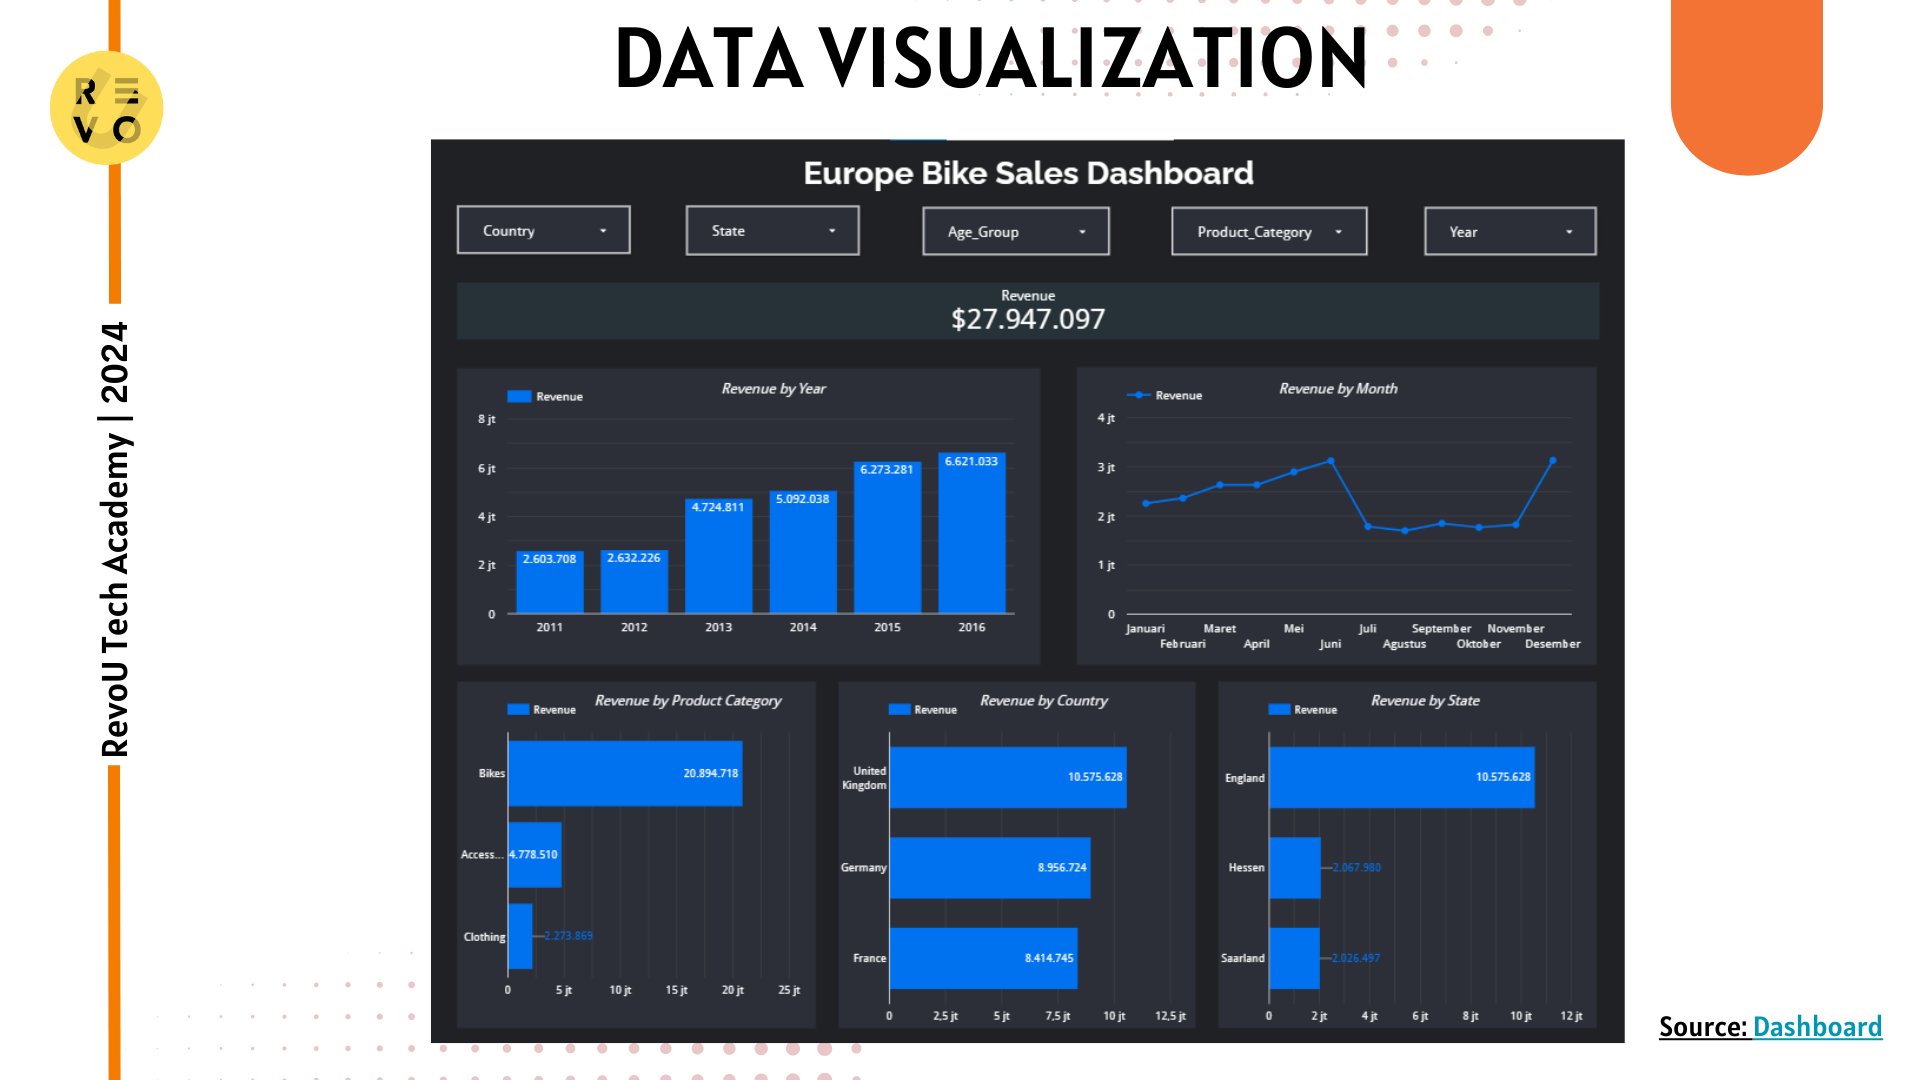 DATA VISUALIZATION
R E
V O
RevoU Tech Academy | 2024
Europe Bike Sales Dashboard
Country
State
Age_Group
Product_Category
Year
Revenue
$27.947.097
Revenue by Year
Revenue
8 jt
6 jt
4 jt
2 jt
0
2.603.708
2.632.226
4.724.811
5.092.038
6.273.281
6.621.033
2011
2012
2013
2014
2015
2016
Revenue by Month
Revenue
4 jt
3 jt
2 jt
1 jt
0
Januari
Februari
Maret
April
Mei
Juni
Juli
Agustus
September
Oktober
November
Desember
Revenue by Product Category
Revenue
Bikes
20.894.718
Access...
4.778.510
Clothing
2.273.869
0
5 jt
10 jt
15 jt
20 jt
25 jt
Revenue by Country
Revenue
United
Kingdom
10.575.628
Germany
8.956.724
France
8.414.745
0
2,5 jt
5 jt
7,5 jt
10 jt
12,5 jt
Revenue by State
Revenue
England
10.575.628
Hessen
2.067.980
Saarland
2.026.497
0
2 jt
4 jt
6 jt
8 jt
10 jt
12 jt
Source: Dashboard